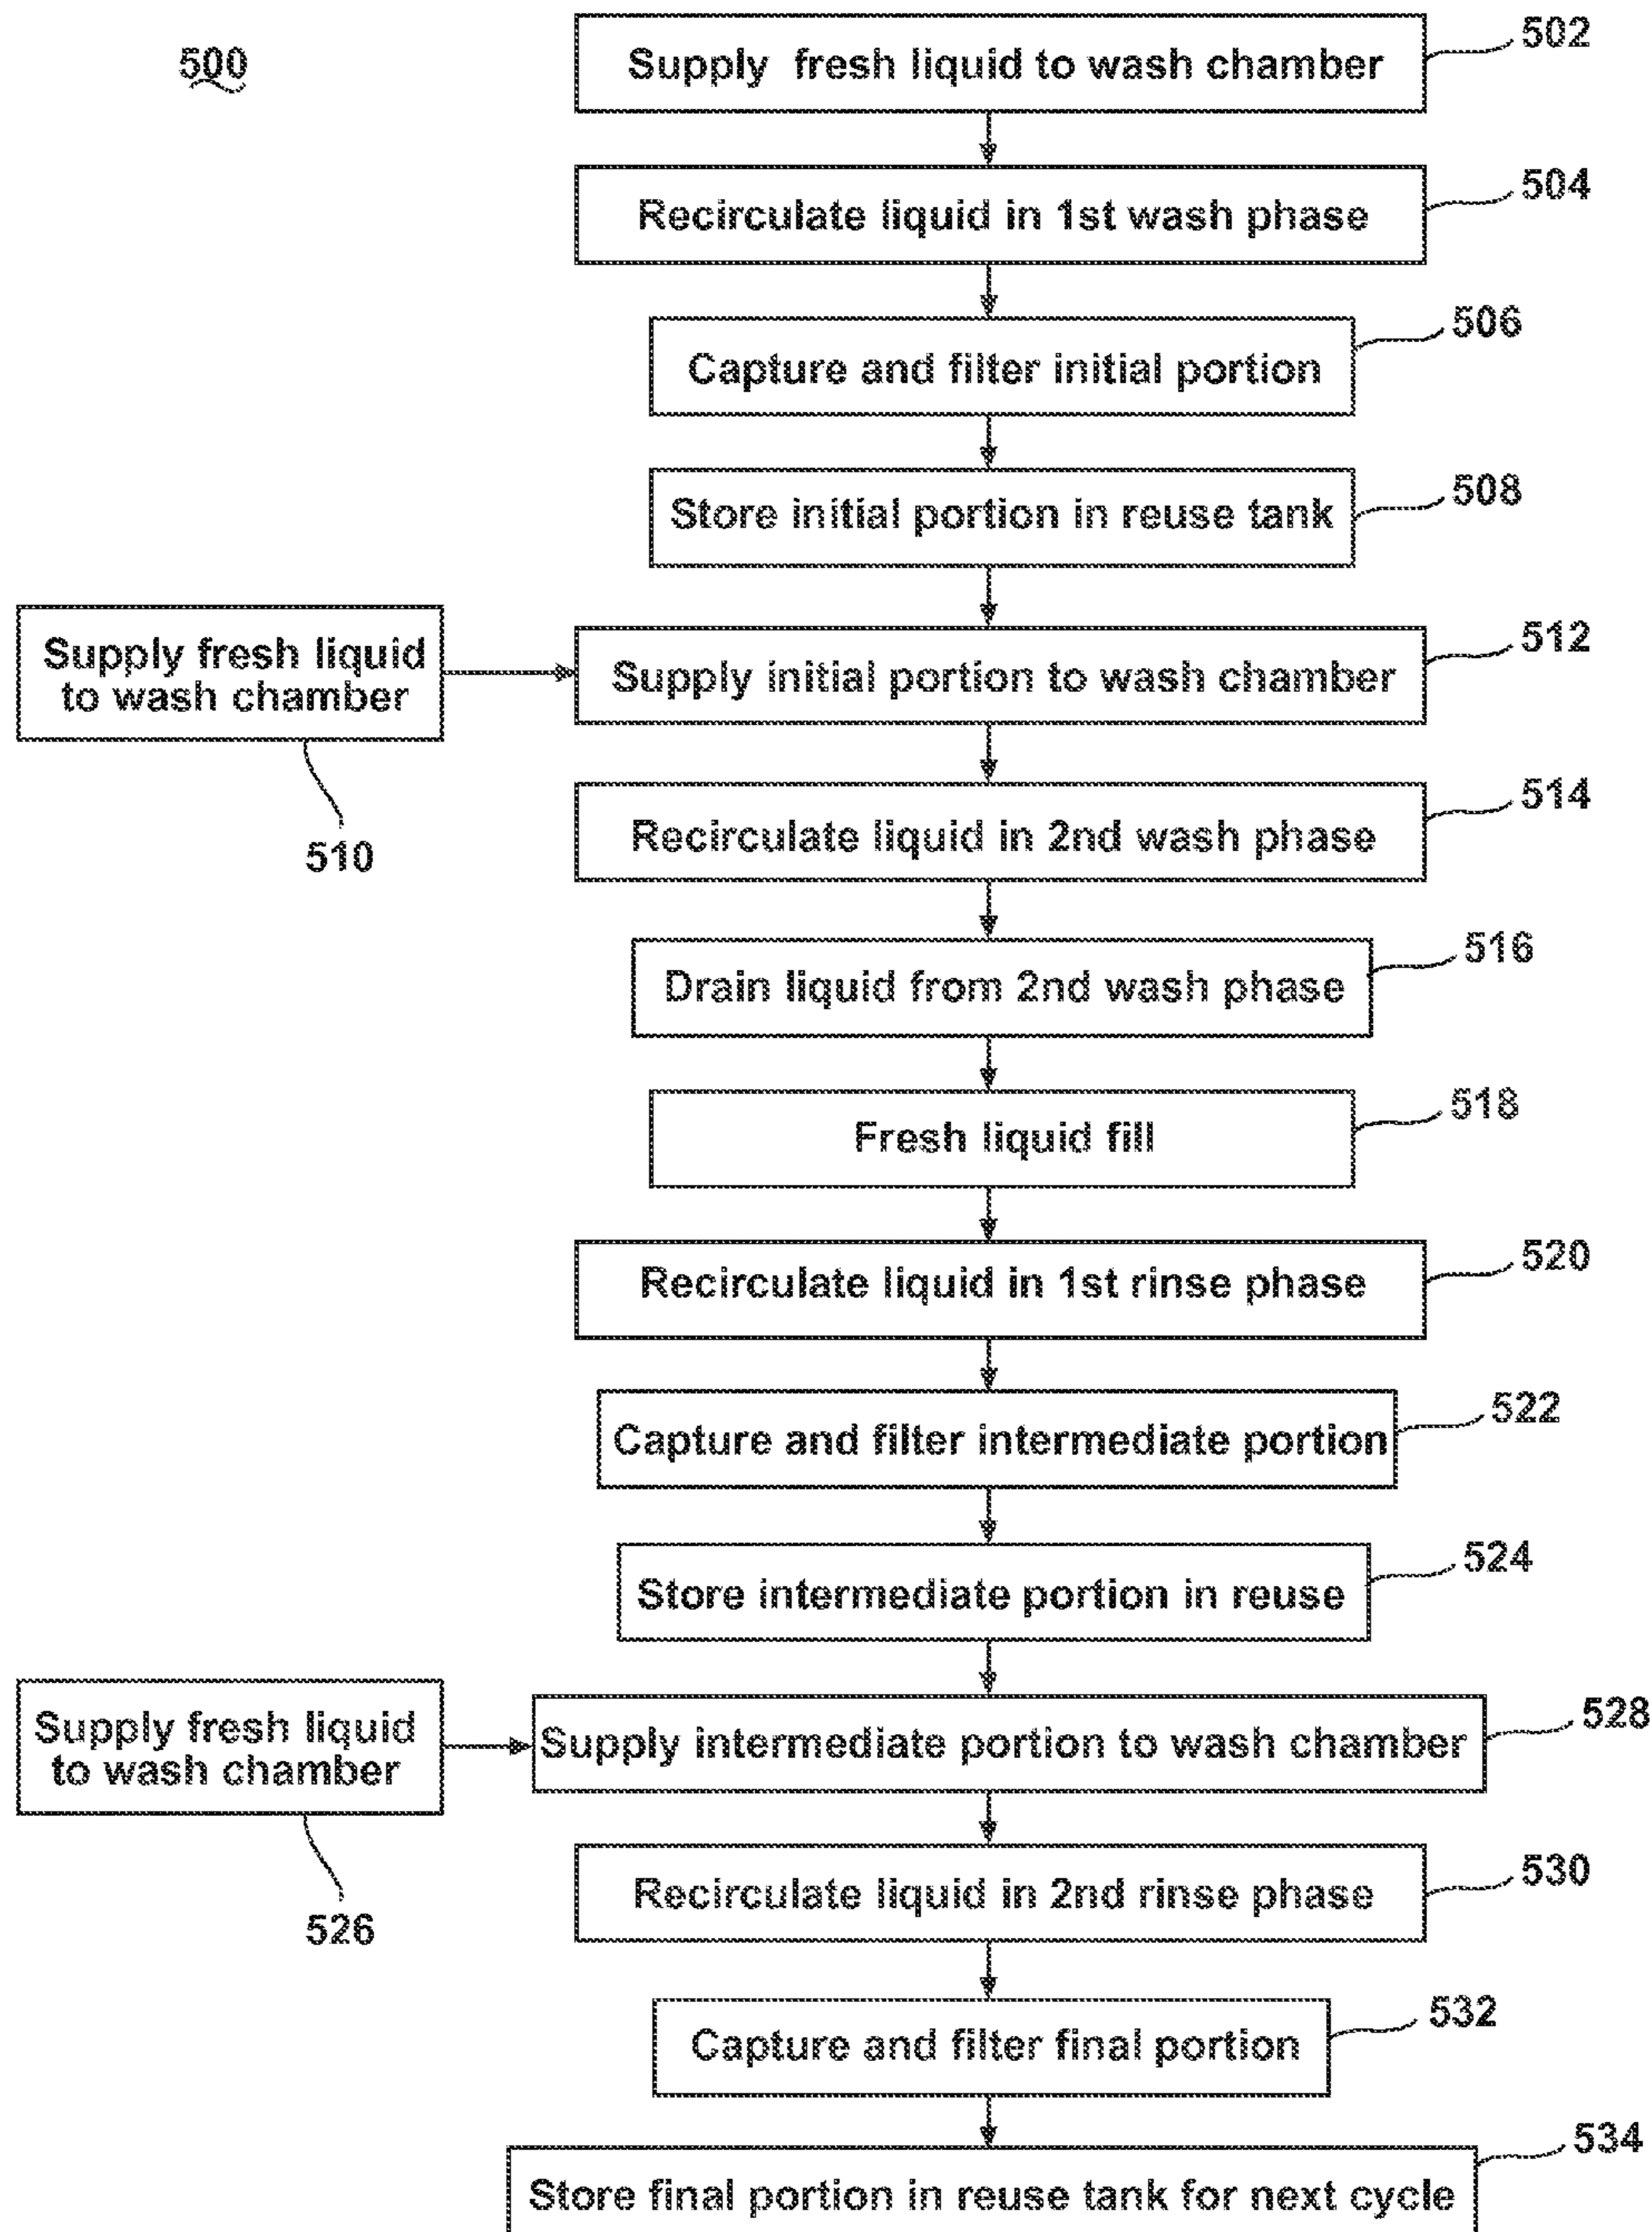 500
Supply fresh liquid to wash chamber
502
Recirculate liquid in 1st wash phase
504
Capture and filter initial portion
506
Store initial portion in reuse tank
508
Supply fresh liquid
to wash chamber
510
Supply initial portion to wash chamber
512
Recirculate liquid in 2nd wash phase
514
Drain liquid from 2nd wash phase
516
Fresh liquid fill
518
Recirculate liquid in 1st rinse phase
520
Capture and filter intermediate portion
522
Store intermediate portion in reuse
524
Supply fresh liquid
to wash chamber
526
Supply intermediate portion to wash chamber
528
Recirculate liquid in 2nd rinse phase
530
Capture and filter final portion
532
Store final portion in reuse tank for next cycle
534